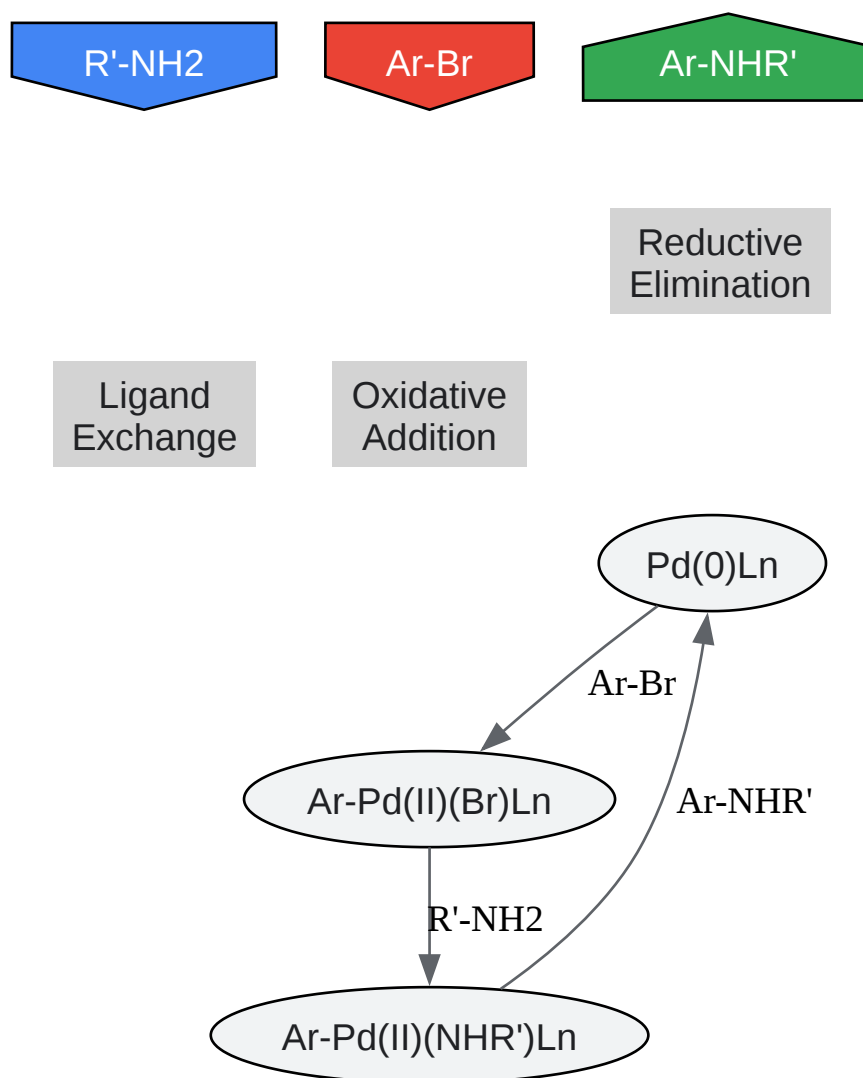 R'-NH2
Ar-Br
Ar-NHR'
Reductive
Elimination
Ligand
Exchange
Oxidative
Addition
Pd(0)Ln
Ar-Br
Ar-Pd(II)(Br)Ln
Ar-NHR'
R'-NH2
Ar-Pd(II)(NHR')Ln